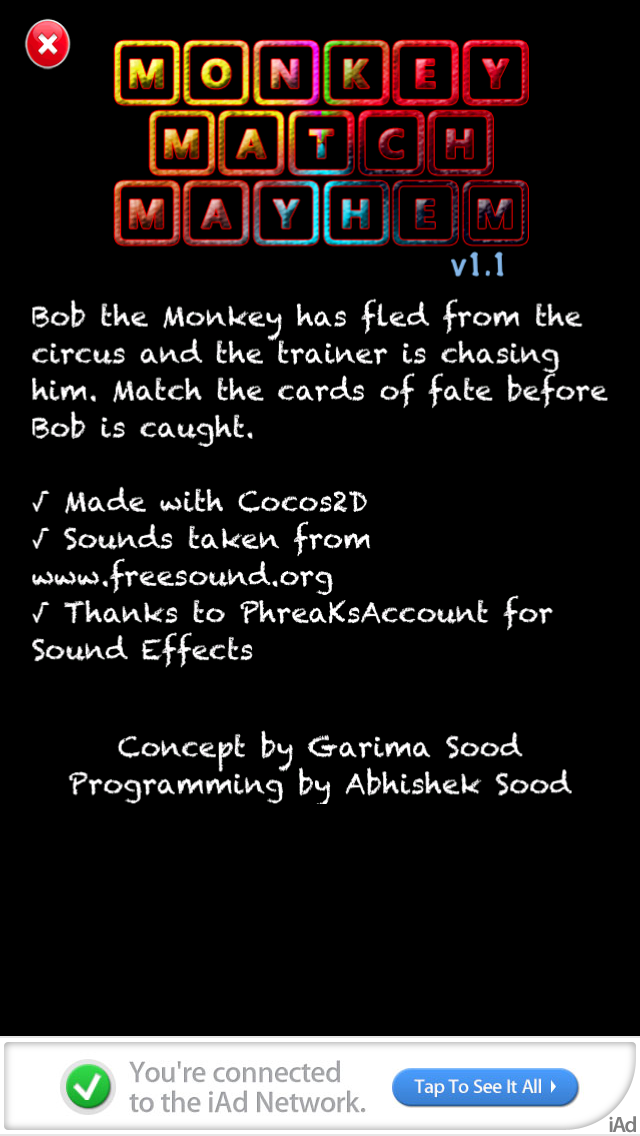 MONKEY
MATCH
MAYHEM
v1.1
Bob the Monkey has fled from the
circus and the trainer is chasing
him. Match the cards of fate before
Bob is caught.
√ Made with Cocos2D
√ Sounds taken from
www.freesound.org
√ Thanks to PhreaKsAccount for
Sound Effects
Concept by Garima Sood
Programming by Abhishek Sood
You're connected
to the iAd Network.
Tap To See It All
iAd